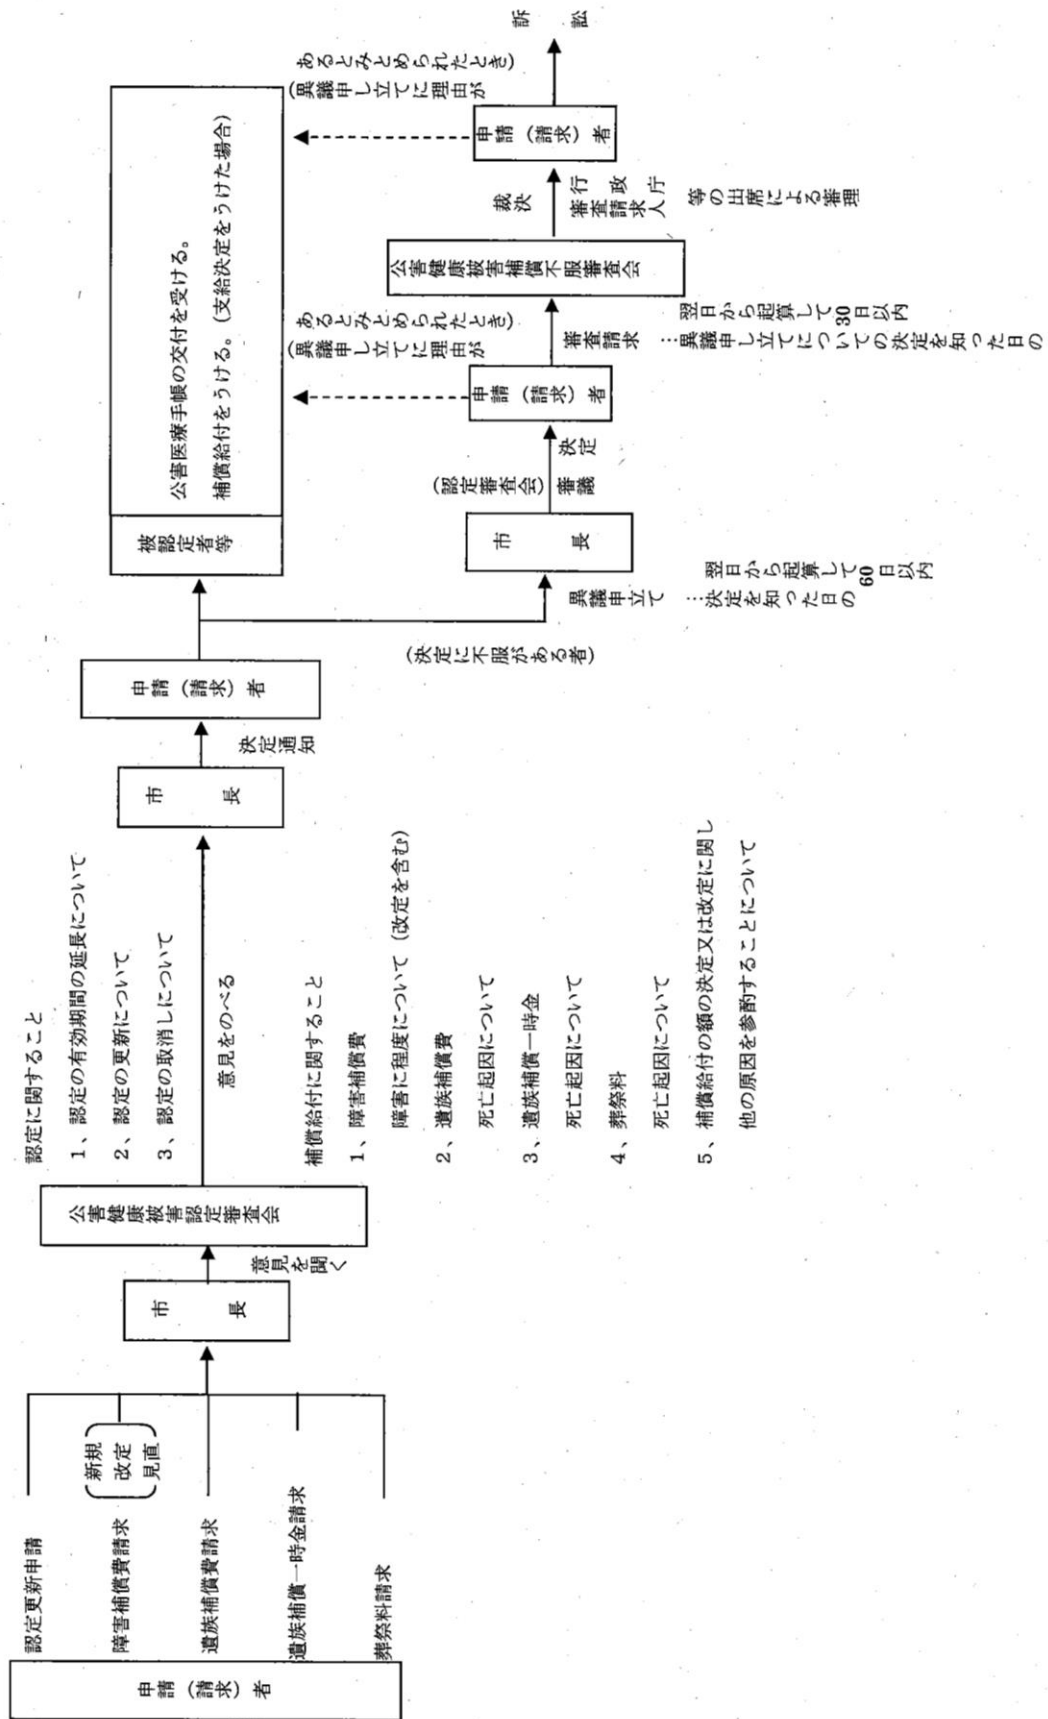 申請（請求）者
認定更新申請
障害補償費請求
新規
改定
見直
遺族補償費請求
遺族補償一時金請求
葬祭料請求
市長
意見を聞く
公害健康被害認定審査会
認定に関すること
1、認定の有効期間の延長について
2、認定の更新について
3、認定の取消しについて
意見をのべる
補償給付に関すること
1、障害補償費
障害に程度について（改定を含む）
2、遺族補償費
死亡起因について
3、遺族補償一時金
死亡起因について
4、葬祭料
死亡起因について
5、補償給付の額の決定又は改定に関し
他の原因を参酌することについて
市長
決定通知
申請（請求）者
（決定に不服がある者）
被認定者等
公害医療手帳の交付を受ける。
補償給付をうける。（支給決定をうけた場合）
異議申立て
…決定を知った日の
翌日から起算して60日以内
市長
（認定審査会）
審議
決定
申請（請求）者
（異議申し立てに理由が
あるとみとめられたとき）
審査請求
…異議申し立てについての決定を知った日の
翌日から起算して30日以内
公害健康被害補償不服審査会
裁決
行政庁
審査請求人
等の出席による審理
申請（請求）者
（異議申し立てに理由が
あるとみとめられたとき）
訴訟